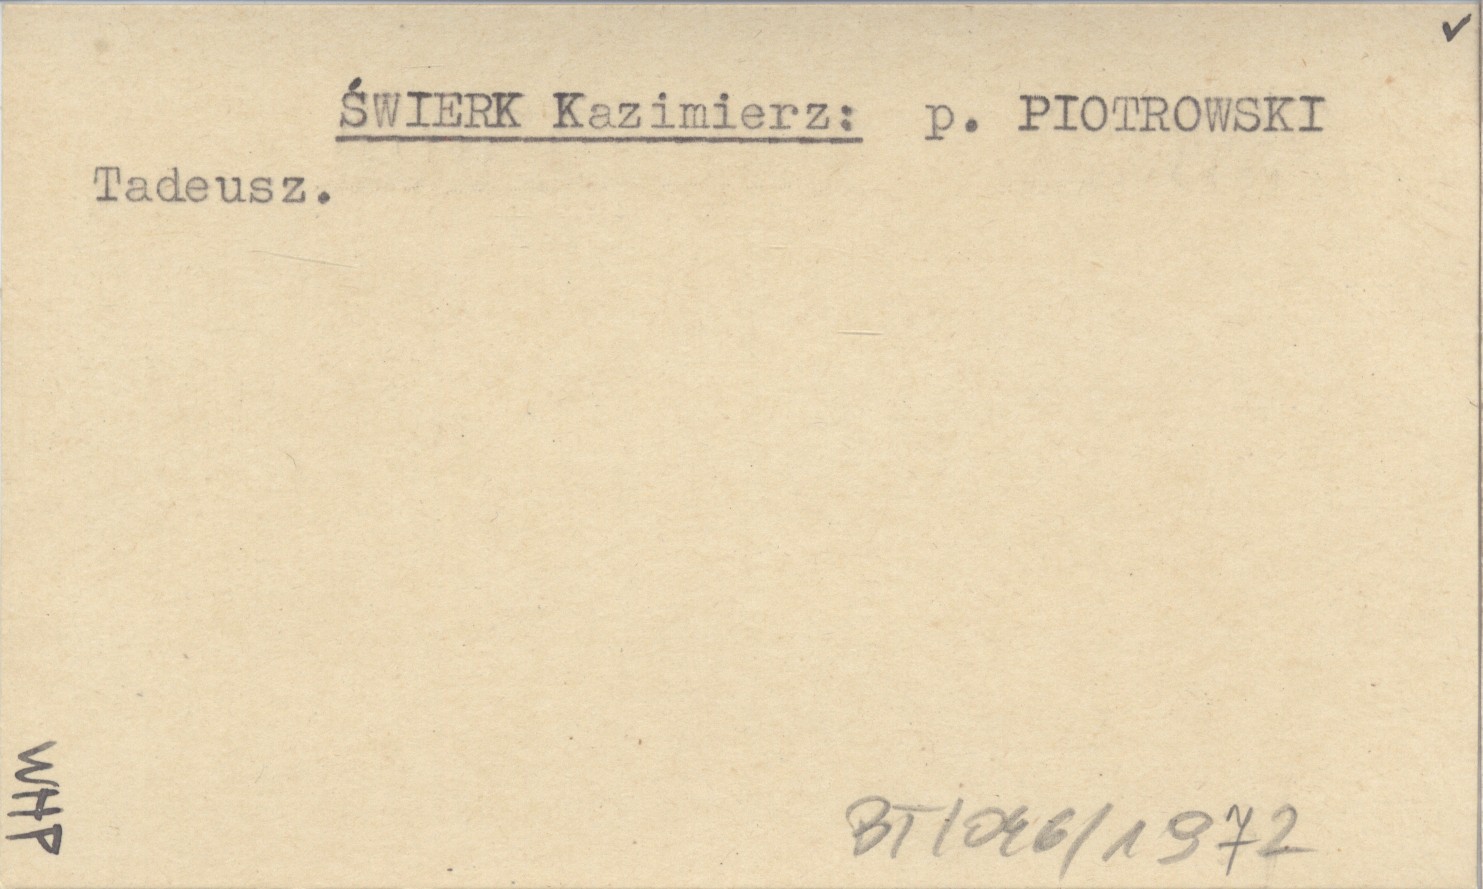 ŚWIERK Kazimierz: p. PIOTROWSKI
Tadeusz.
WHP
BT/046/1972